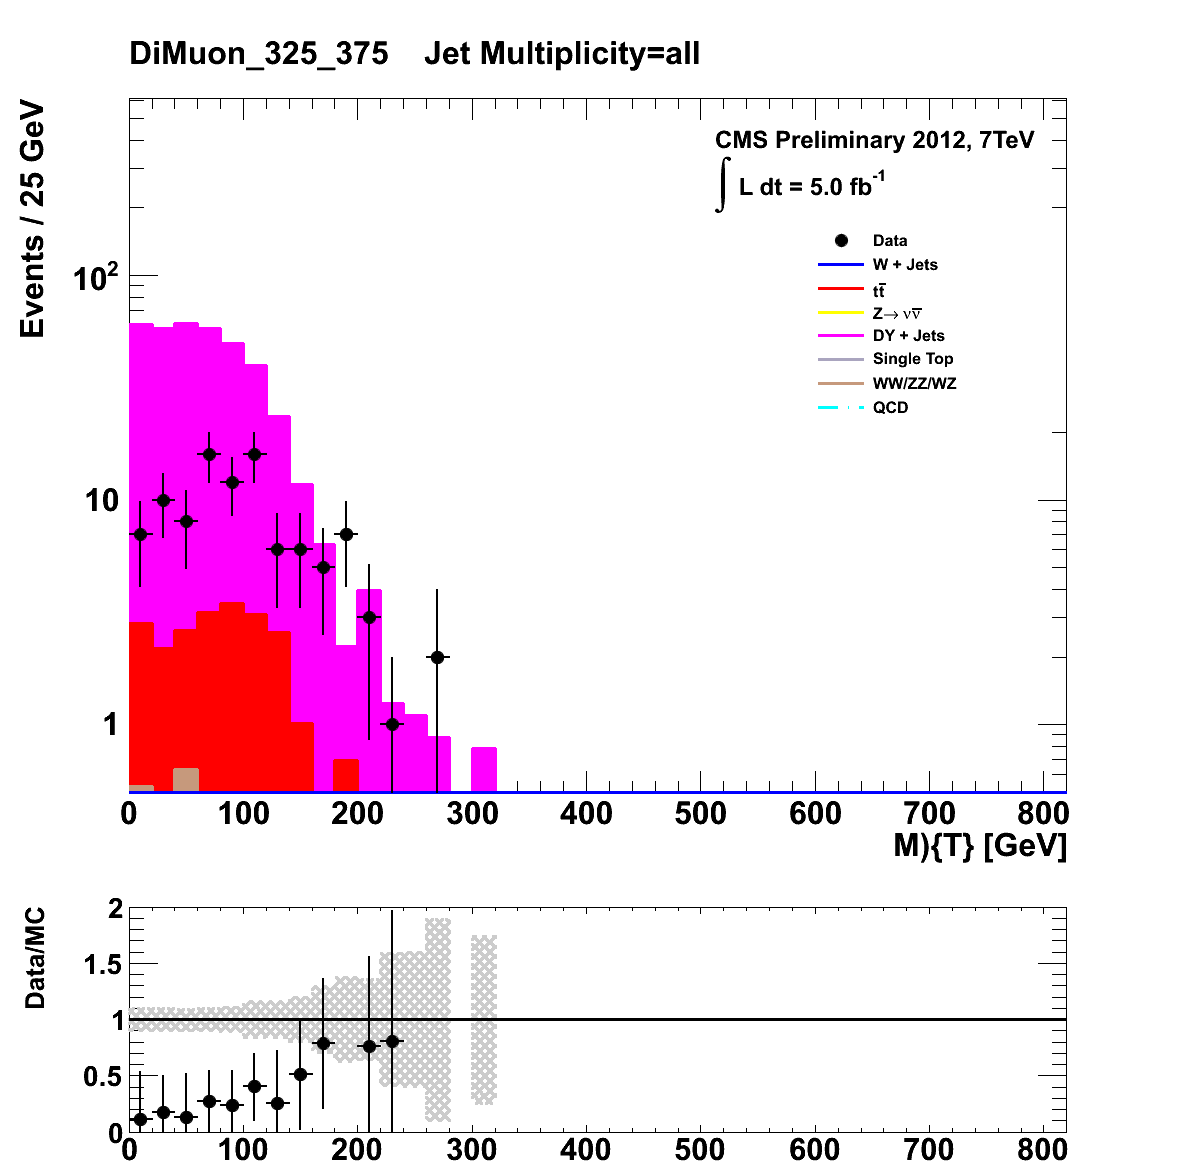 DiMuon_325_375 Jet Multiplicity=all
Events / 25 GeV
CMS Preliminary 2012, 7TeV
∫ L dt = 5.0 fb⁻¹
Data
W + Jets
tt̅
Z→ νν̅
DY + Jets
Single Top
WW/ZZ/WZ
QCD
10²
10
1
0 100 200 300 400 500 600 700 800
M){T} [GeV]
Data/MC
2
1.5
1
0.5
0
0 100 200 300 400 500 600 700 800